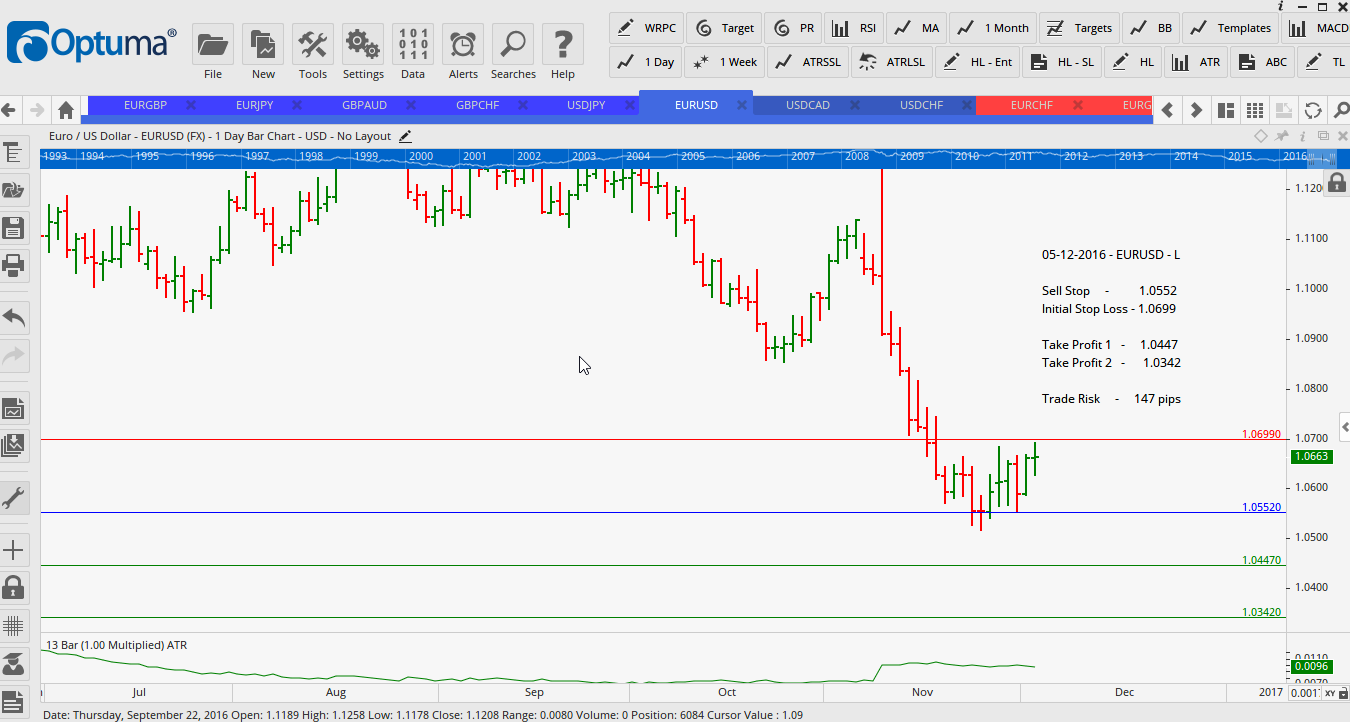 i
Optuma®
File New Tools Settings Data Alerts Searches Help
WRPC Target PR RSI MA 1 Month Targets BB Templates MACD
1 Day 1 Week ATRSSL ATRLSL HL - Ent HL - SL HL ATR ABC TL
EURGBP EURJPY GBPAUD GBPCHF USDJPY EURUSD USDCAD USDCHF EURCHF EURG
Euro / US Dollar - EURUSD (FX) - 1 Day Bar Chart - USD - No Layout
1993 1994 1995 1996 1997 1998 1999 2000 2001 2002 2003 2004 2005 2006 2007 2008 2009 2010 2011 2012 2013 2014 2015 2016
1.1200
1.1100
05-12-2016 - EURUSD - L
1.1000
Sell Stop - 1.0552
Initial Stop Loss - 1.0699
1.0900
Take Profit 1 - 1.0447
Take Profit 2 - 1.0342
1.0800
Trade Risk - 147 pips
1.06990
1.0700
1.0663
1.0600
1.05520
1.0500
1.04470
1.0400
1.03420
13 Bar (1.00 Multiplied) ATR
0.0110
0.0096
0.0070
Jul Aug Sep Oct Nov Dec 2017
XY
Date: Thursday, September 22, 2016 Open: 1.1189 High: 1.1258 Low: 1.1178 Close: 1.1208 Range: 0.0080 Volume: 0 Position: 6084 Cursor Value : 1.09